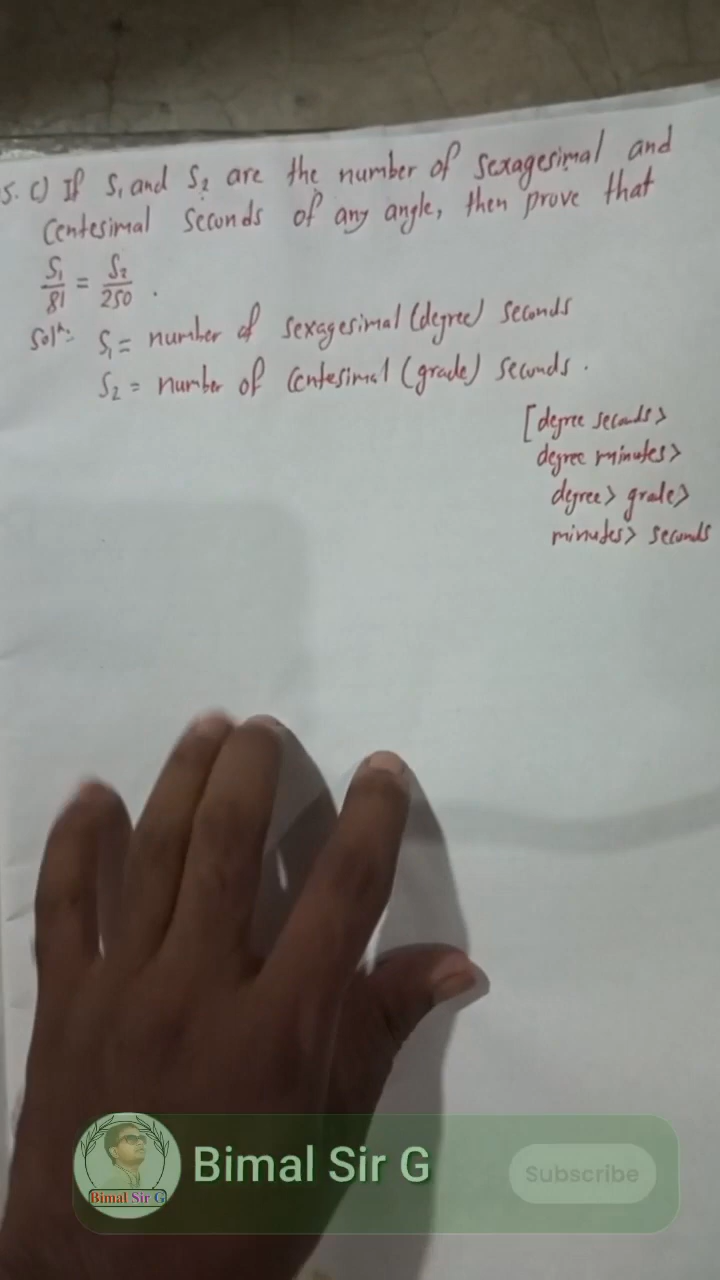 5. c) If S₁ and S₂ are the number of sexagesimal and
Centesimal Seconds of any angle, then prove that
S₁/81 = S₂/250 .
Solⁿ: S₁ = number of sexagesimal (degree) seconds
S₂ = number of Centesimal (grade) seconds .
[degree seconds >
degree minutes >
degree > grade >
minutes > seconds
Bimal Sir G
Bimal Sir G
Subscribe